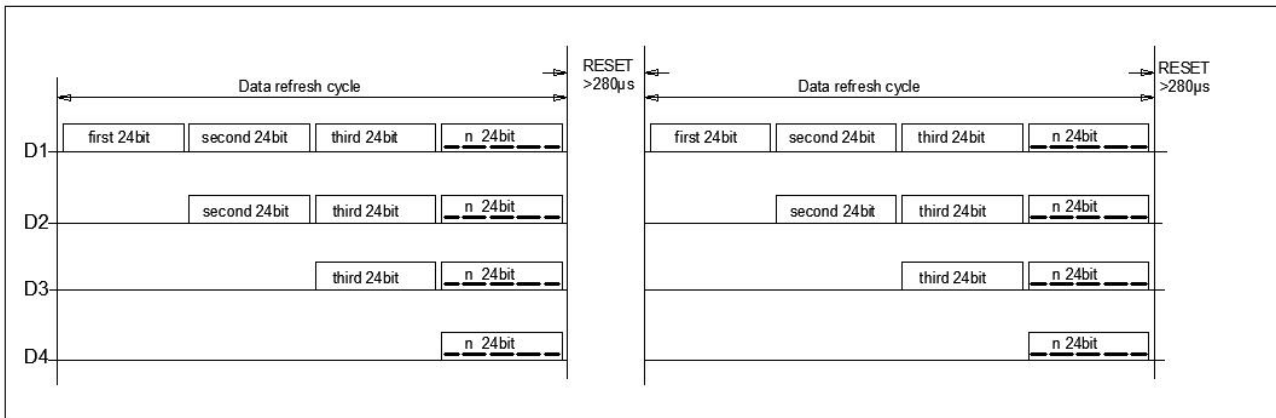 RESET RESET
>280µs >280µs
Data refresh cycle Data refresh cycle
D1 first 24bit second 24bit third 24bit n 24bit first 24bit second 24bit third 24bit n 24bit
D2 second 24bit third 24bit n 24bit second 24bit third 24bit n 24bit
D3 third 24bit n 24bit third 24bit n 24bit
D4 n 24bit n 24bit